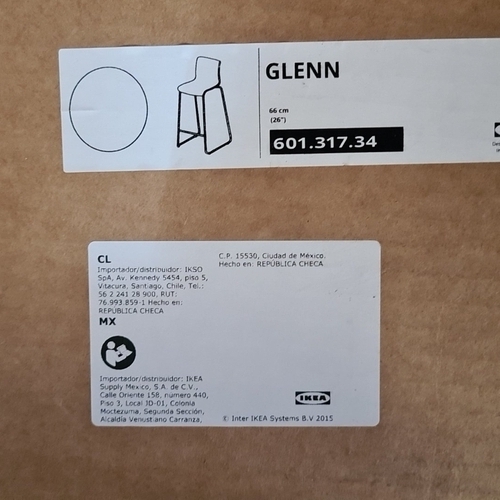 GLENN
66 cm
(26")
601.317.34
CL
Importador/distribuidor: IKSO
SpA, Av. Kennedy 5454, piso 5,
Vitacura, Santiago, Chile, Tel.:
56 2 241 28 900, RUT:
76.993.859-1 Hecho en:
REPÚBLICA CHECA
MX
Importador/distribuidor: IKEA
Supply Mexico, S.A. de C.V.,
Calle Oriente 158, número 440,
Piso 3, Local JD-01, Colonia
Moctezuma, Segunda Sección,
Alcaldía Venustiano Carranza,
C.P. 15530, Ciudad de México.
Hecho en: REPÚBLICA CHECA
IKEA
© Inter IKEA Systems B.V 2015